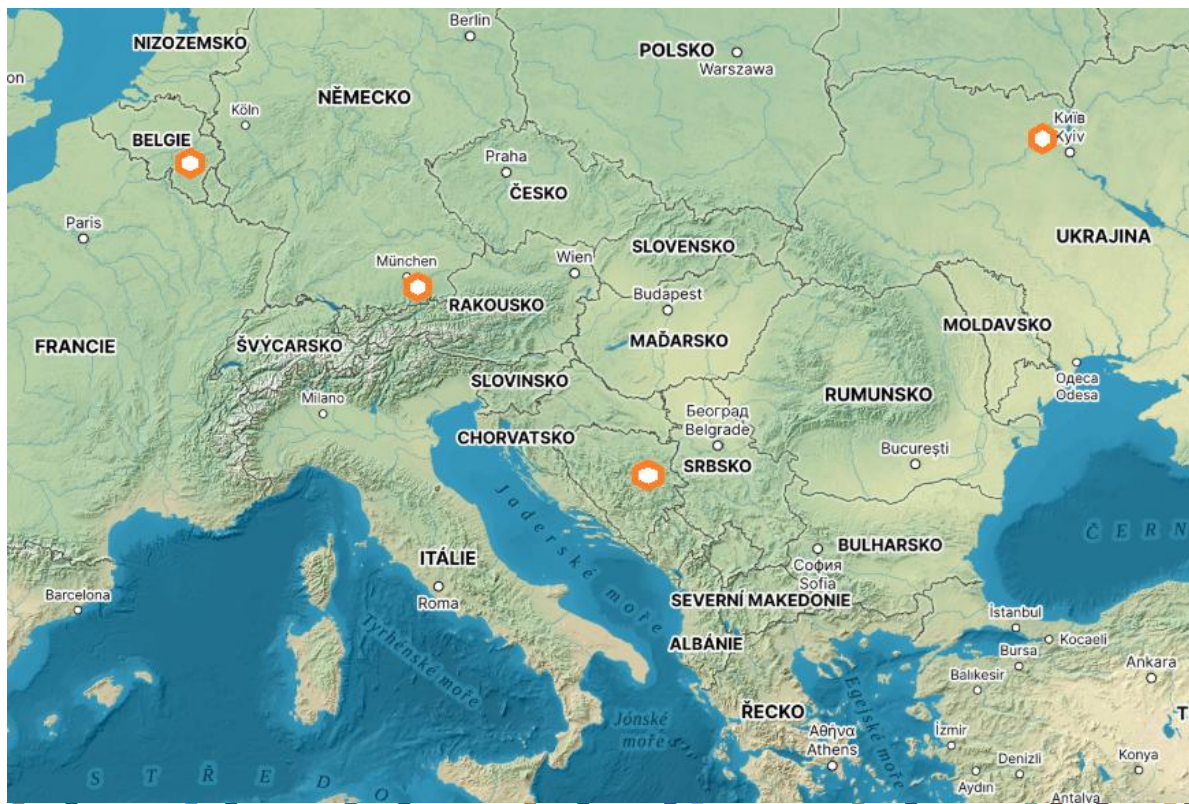 Berlin
NIZOZEMSKO
POLSKO
Warszawa
on
NĚMECKO
Köln
Київ
Kyiv
BELGIE
Praha
ČESKO
Paris
UKRAJINA
SLOVENSKO
Wien
München
Budapest
RAKOUSKO
MOLDAVSKO
MAĎARSKO
FRANCIE
ŠVÝCARSKO
SLOVINSKO
Одеса
Odesa
RUMUNSKO
Milano
Београд
Belgrade
CHORVATSKO
București
SRBSKO
Jaderské moře
ČERN
BULHARSKO
ITÁLIE
София
Sofia
Barcelona
Roma
SEVERNÍ MAKEDONIE
İstanbul
Kocaeli
Tyrhénské moře
ALBÁNIE
Bursa
Ankara
Balıkesir
Egejské moře
ŘECKO
T
Jónské
moře
Αθήνα
Athens
İzmir
Denizli
Konya
STŘEDO
Aydın
Antalya